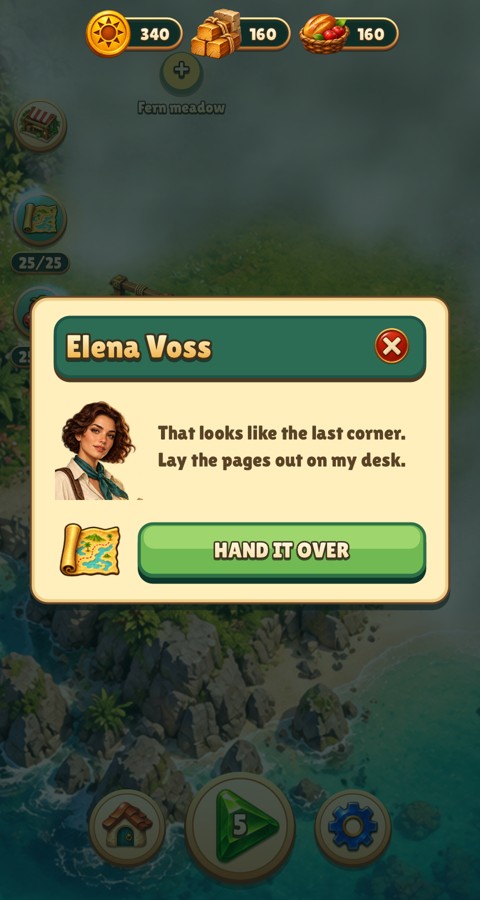 340
160
160
Fern meadow
25/25
Elena Voss
That looks like the last corner.
Lay the pages out on my desk.
HAND IT OVER
5